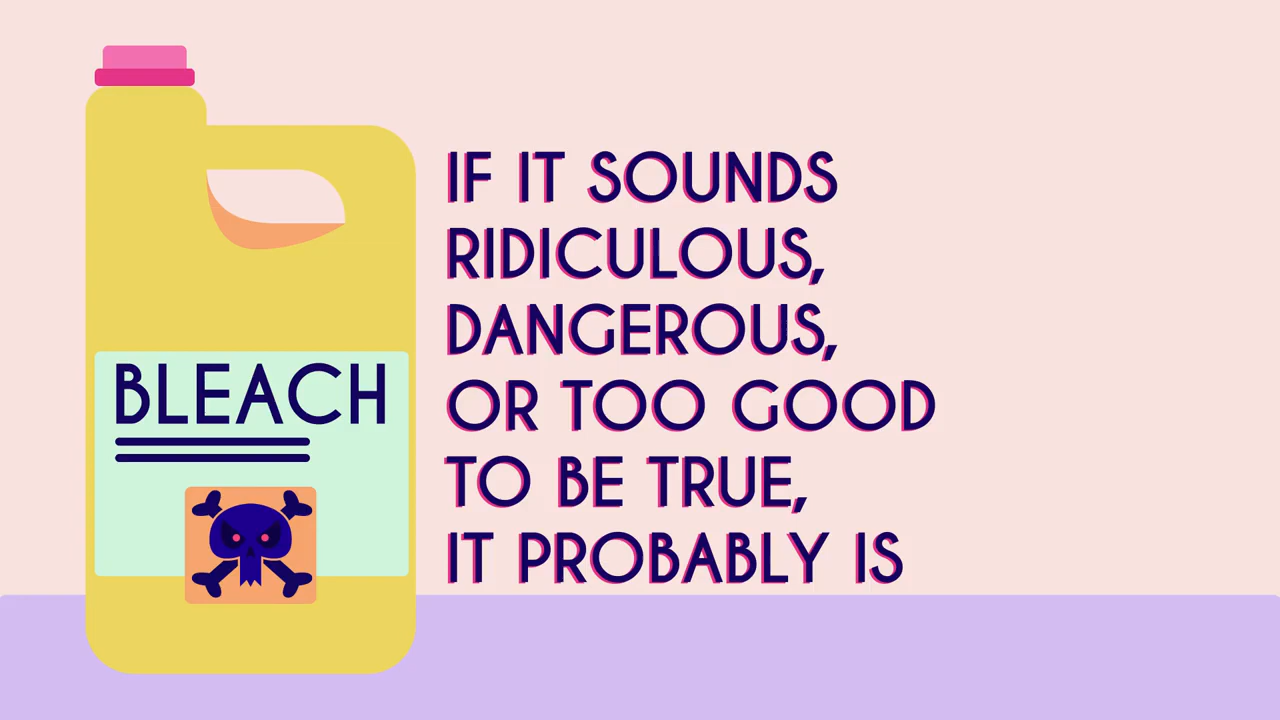 BLEACH
IF IT SOUNDS
RIDICULOUS,
DANGEROUS,
OR TOO GOOD
TO BE TRUE,
IT PROBABLY IS